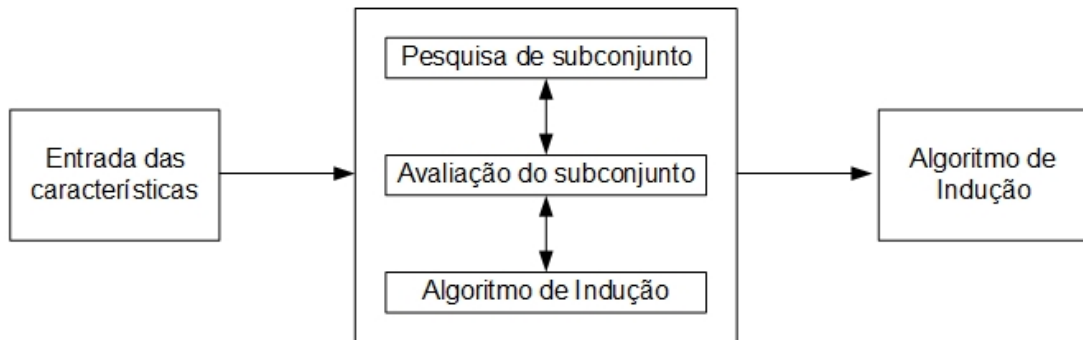 Entrada das
características
Pesquisa de subconjunto
Avaliação do subconjunto
Algoritmo de Indução
Algoritmo de
Indução